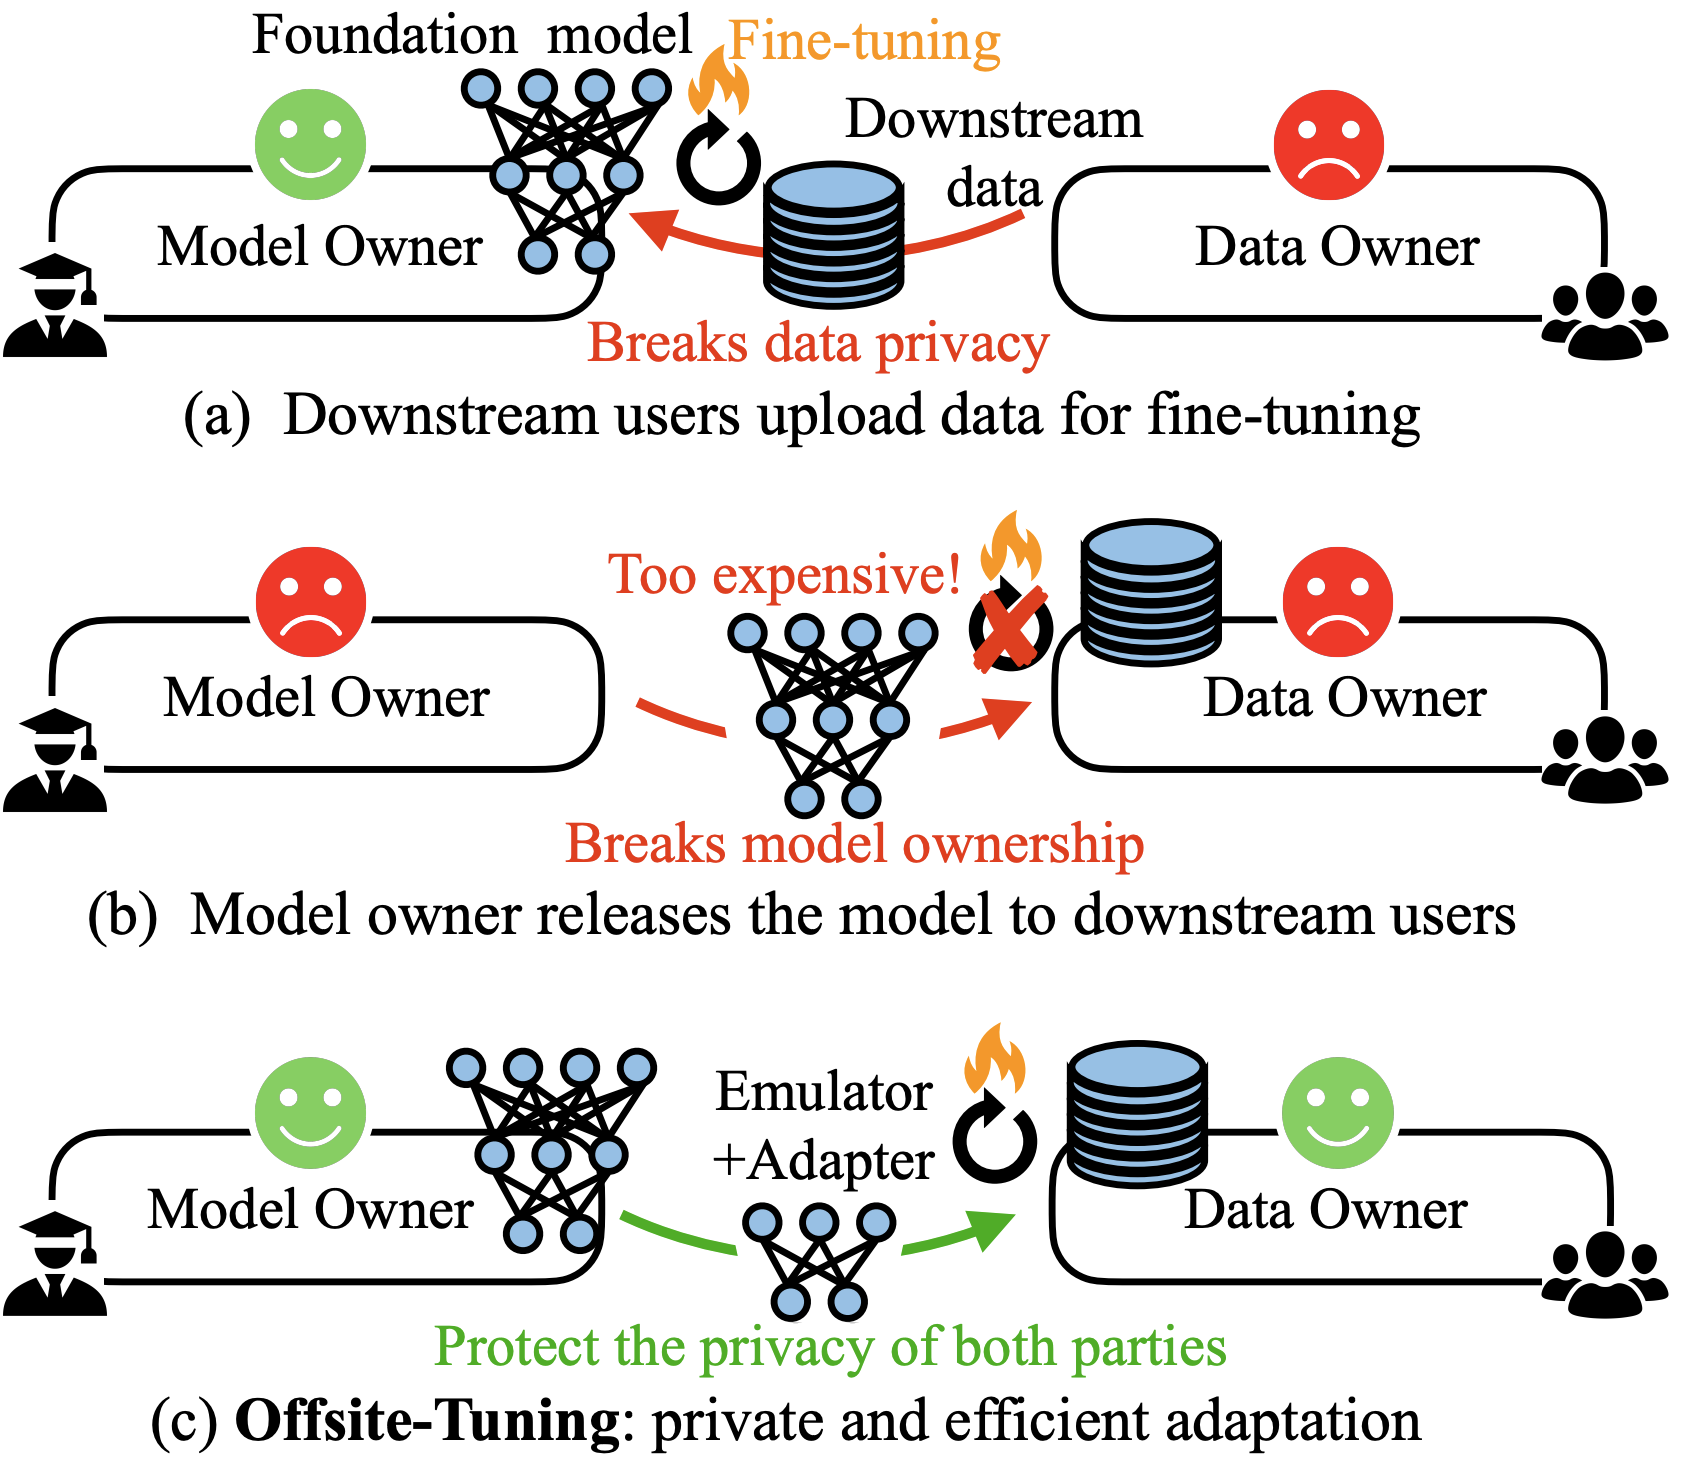 Foundation model
Fine-tuning
Downstream
data
Model Owner
Data Owner
Breaks data privacy
(a) Downstream users upload data for fine-tuning
Too expensive!
Model Owner
Data Owner
Breaks model ownership
(b) Model owner releases the model to downstream users
Emulator
+Adapter
Model Owner
Data Owner
Protect the privacy of both parties
(c) Offsite-Tuning: private and efficient adaptation